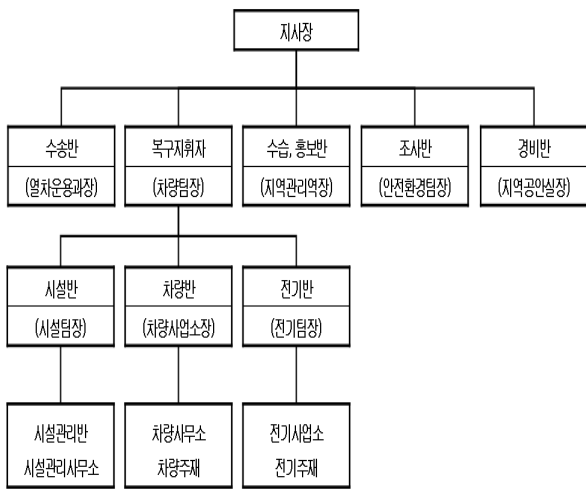 지사장
수송반
(열차운용과장)
복구지휘자
(차량팀장)
수습, 홍보반
(지역관리역장)
조사반
(안전환경팀장)
경비반
(지역공안실장)
시설반
(시설팀장)
차량반
(차량사업소장)
전기반
(전기팀장)
시설관리반
시설관리사무소
차량사무소
차량주재
전기사업소
전기주재